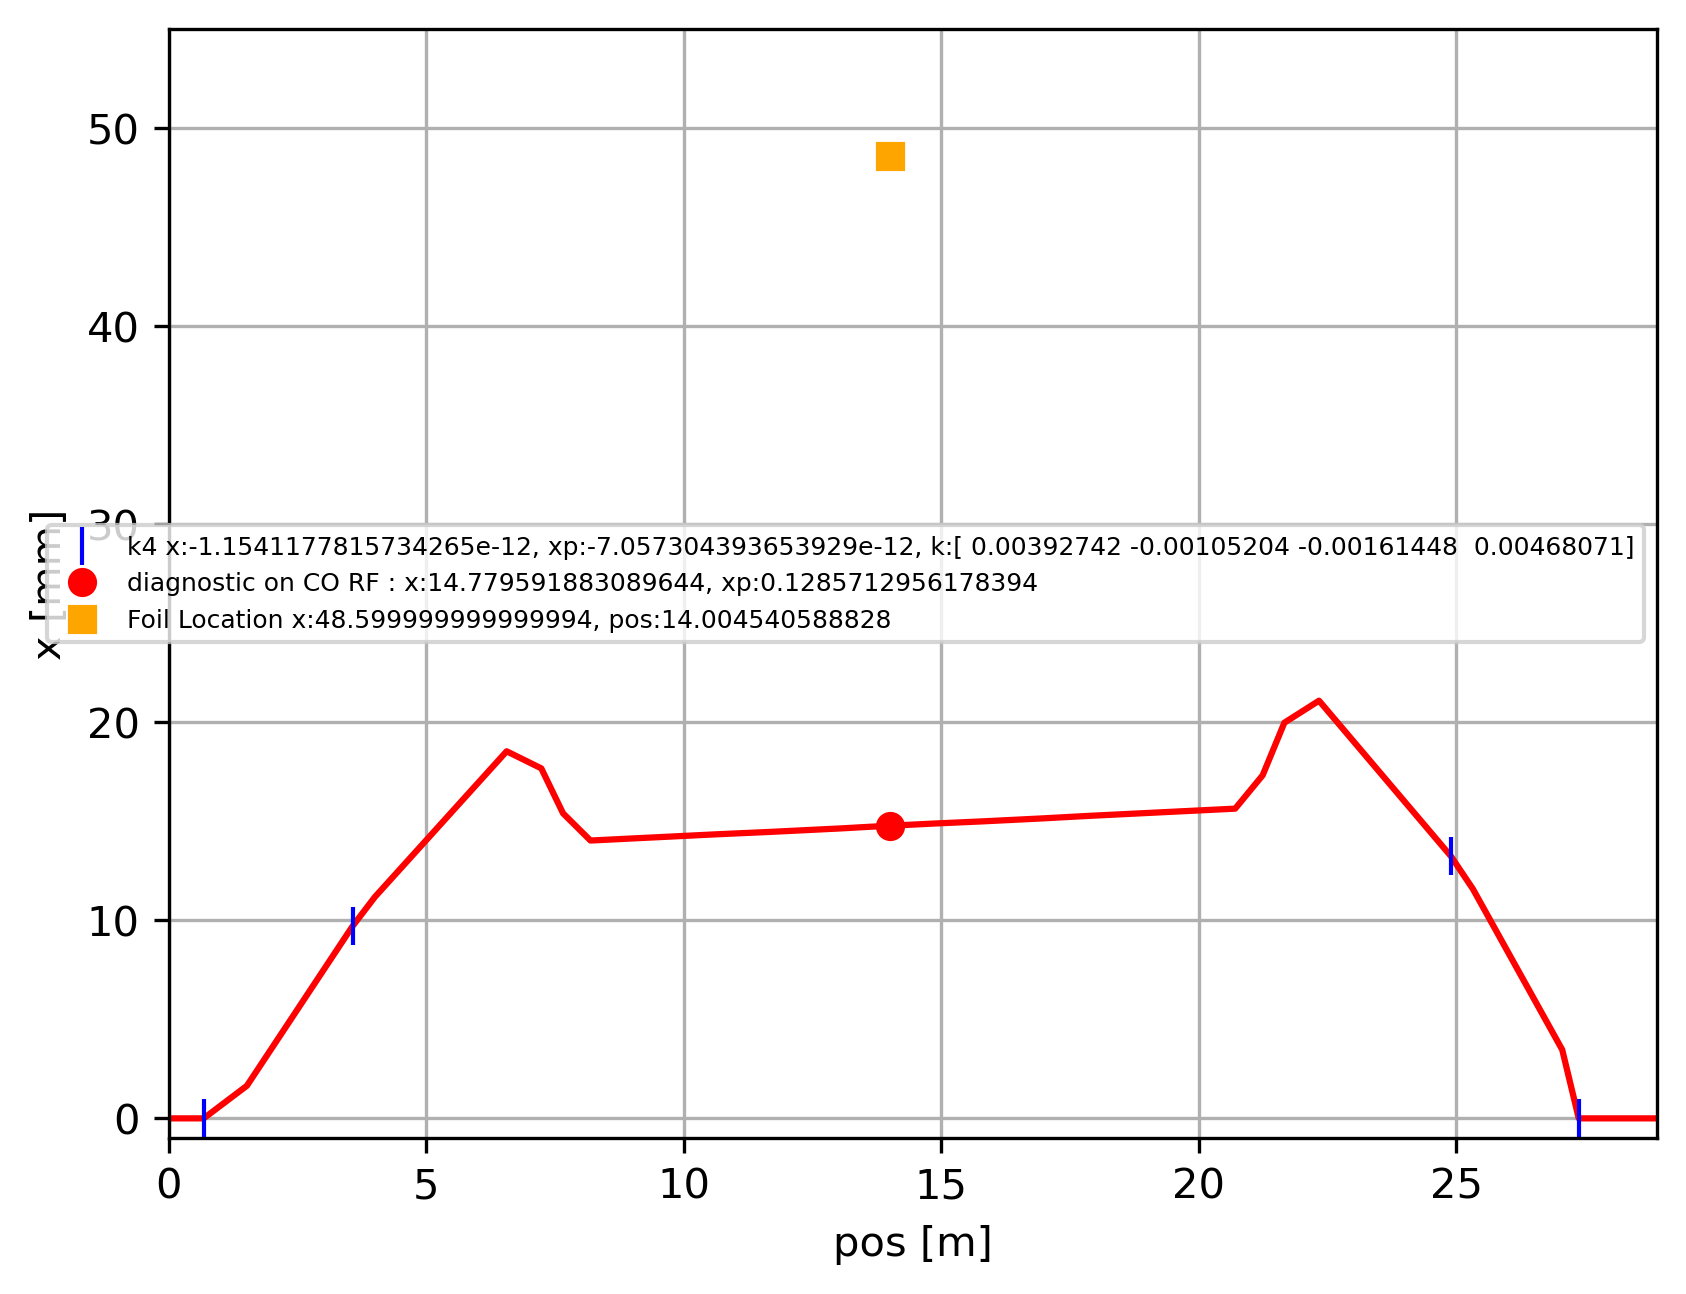 50
40
30
20
10
0
x [mm]
k4 x:-1.1541177815734265e-12, xp:-7.057304393653929e-12, k:[ 0.00392742 -0.00105204 -0.00161448  0.00468071]
diagnostic on CO RF : x:14.779591883089644, xp:0.1285712956178394
Foil Location x:48.599999999999994, pos:14.004540588828
0 5 10 15 20 25
pos [m]